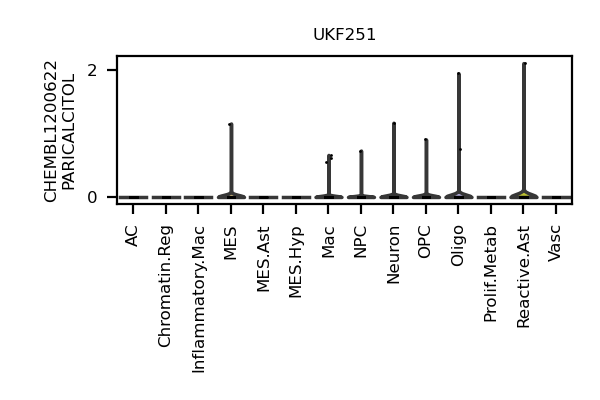 UKF251
CHEMBL1200622
PARICALCITOL
2
0
AC
Chromatin.Reg
Inflammatory.Mac
MES
MES.Ast
MES.Hyp
Mac
NPC
Neuron
OPC
Oligo
Prolif.Metab
Reactive.Ast
Vasc